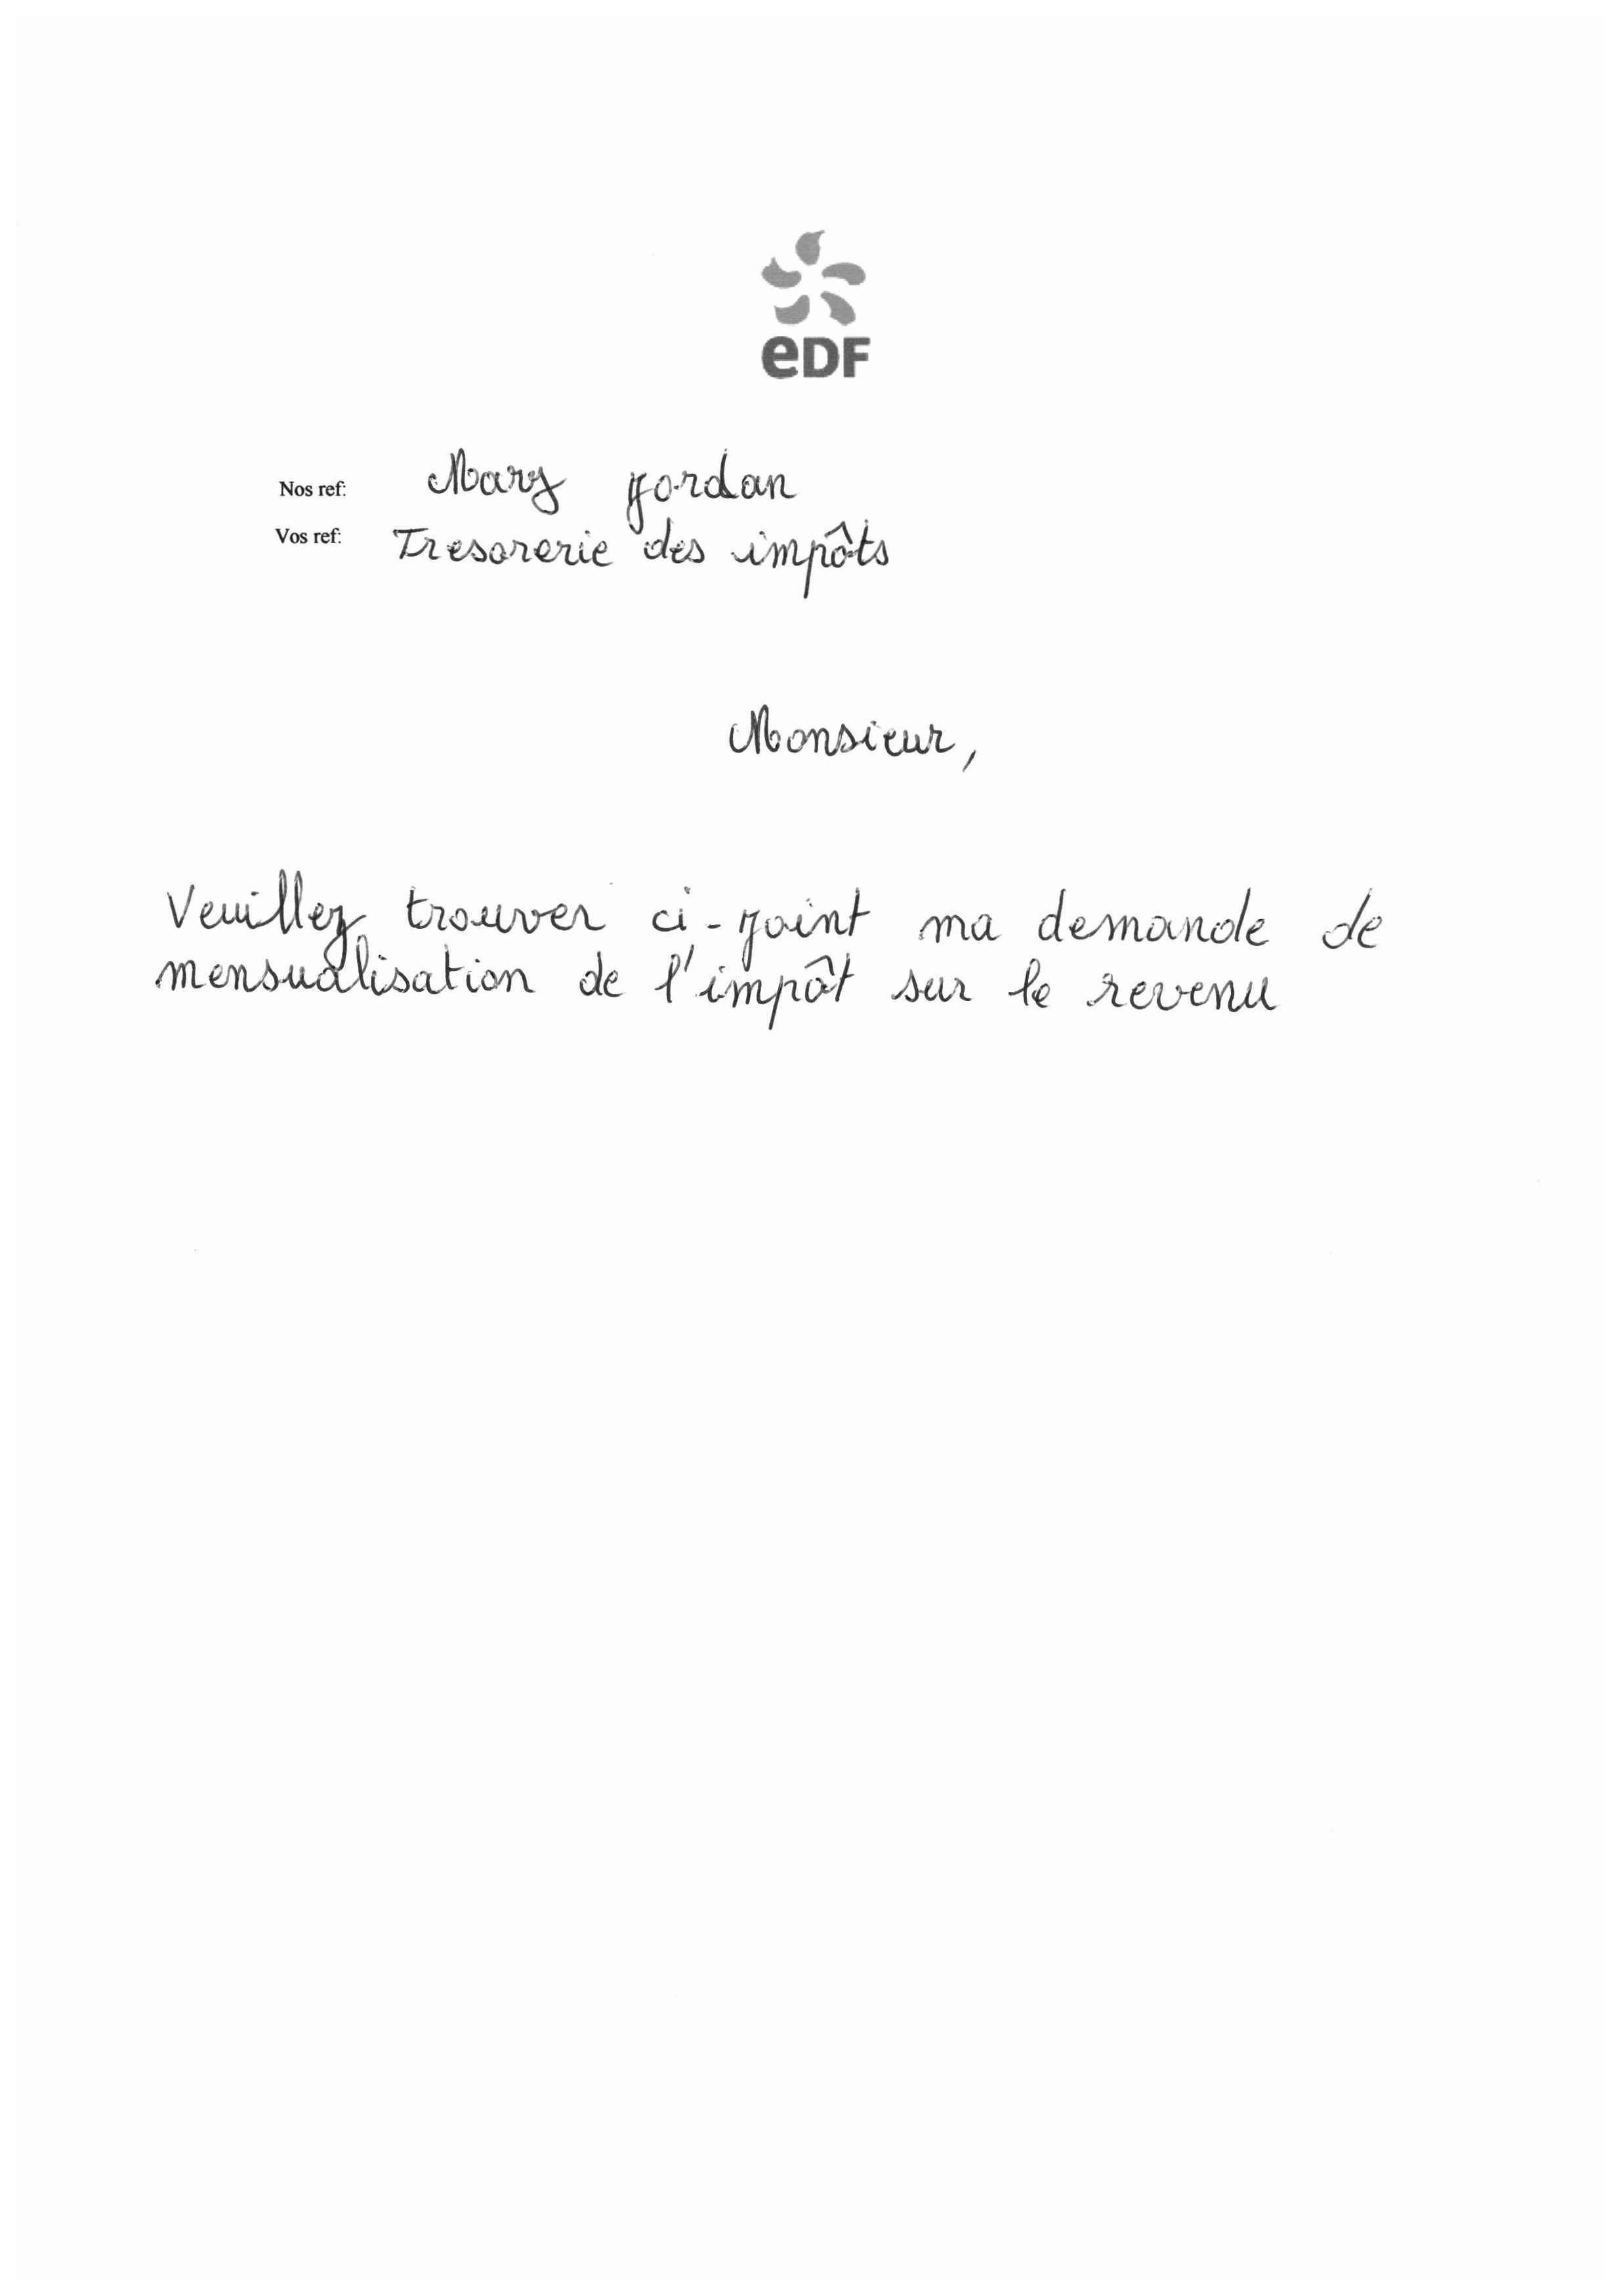 eDF
Nos ref: Mary Jordan
Vos ref: Tresorerie des impôts
Monsieur,
Veuillez trouver ci-joint ma demande de
mensualisation de l'impôt sur le revenu